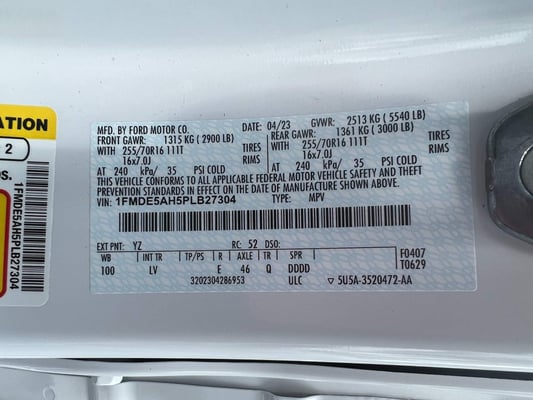 MFD. BY FORD MOTOR CO. 04/23 GVWR: 2513 KG ( 5540 LB)
FRONT GAWR: 1315 KG ( 2900 LB) REAR GAWR: 1361 KG ( 3000 LB)
WITH 255/70R16 111T TIRES WITH 255/70R16 111T TIRES
16x7.0J RIMS 16x7.0J RIMS
AT 240 kPa/ 35 PSI COLD AT 240 kPa/ 35 PSI COLD
THIS VEHICLE CONFORMS TO ALL APPLICABLE FEDERAL MOTOR VEHICLE SAFETY AND THEFT
PREVENTION STANDARDS IN EFFECT ON THE DATE OF MANUFACTURE SHOWN ABOVE.
VIN: 1FMDE5AH5PLB27304 TYPE: MPV
EXT PNT: YZ RC: 52 DSO:
WB INT TR TP/PS R AXLE TR SPR F0407
100 LV E 46 Q DDDD T0629
3202304286953 ULC ▽ 5U5A-3520472-AA
ATION
2
DS.
1FMDE5AH5PLB27304